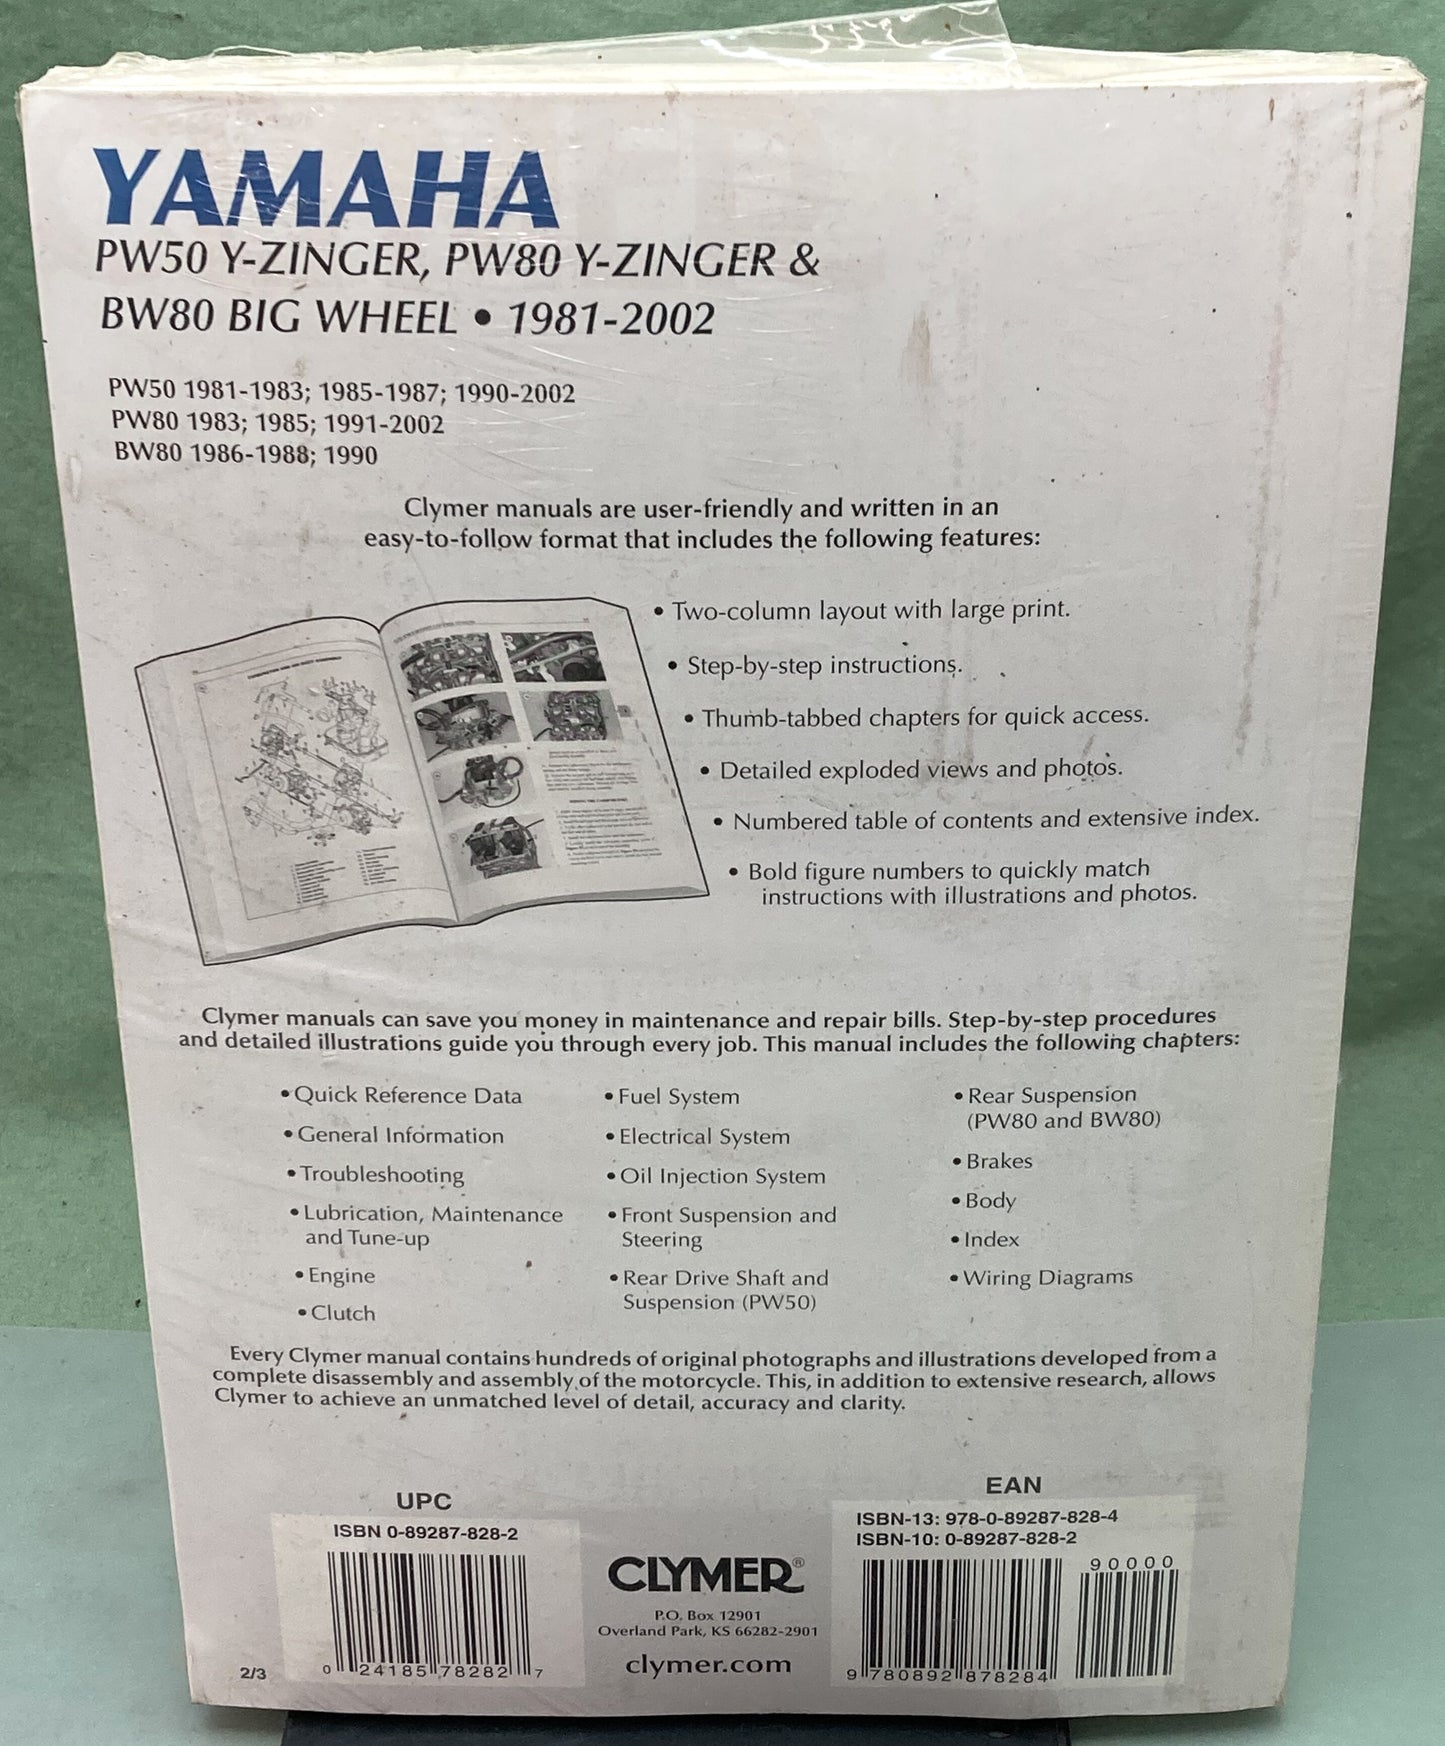 YAMAHA
PW50 Y-ZINGER, PW80 Y-ZINGER &
BW80 BIG WHEEL • 1981-2002
PW50 1981-1983; 1985-1987; 1990-2002
PW80 1983; 1985; 1991-2002
BW80 1986-1988; 1990
Clymer manuals are user-friendly and written in an
easy-to-follow format that includes the following features:
• Two-column layout with large print.
• Step-by-step instructions.
• Thumb-tabbed chapters for quick access.
• Detailed exploded views and photos.
• Numbered table of contents and extensive index.
• Bold figure numbers to quickly match
instructions with illustrations and photos.
Clymer manuals can save you money in maintenance and repair bills. Step-by-step procedures
and detailed illustrations guide you through every job. This manual includes the following chapters:
• Quick Reference Data
• General Information
• Troubleshooting
• Lubrication, Maintenance
and Tune-up
• Engine
• Clutch
• Fuel System
• Electrical System
• Oil Injection System
• Front Suspension and
Steering
• Rear Drive Shaft and
Suspension (PW50)
• Rear Suspension
(PW80 and BW80)
• Brakes
• Body
• Index
• Wiring Diagrams
Every Clymer manual contains hundreds of original photographs and illustrations developed from a
complete disassembly and assembly of the motorcycle. This, in addition to extensive research, allows
Clymer to achieve an unmatched level of detail, accuracy and clarity.
UPC
ISBN 0-89287-828-2
0 24185 78282 7
2/3
CLYMER®
P.O. Box 12901
Overland Park, KS 66282-2901
clymer.com
EAN
ISBN-13: 978-0-89287-828-4
ISBN-10: 0-89287-828-2
90000
9 780892 878284